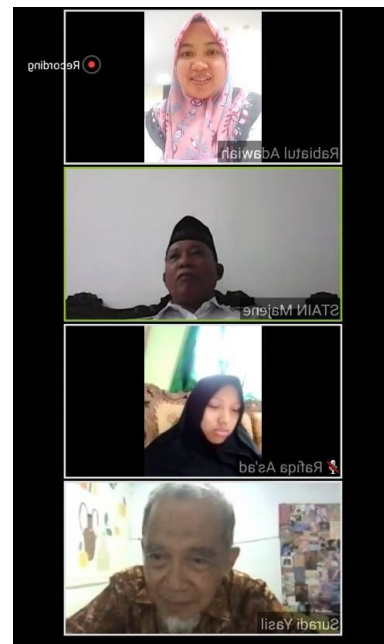 Recording
Rabiatul Adawiah
STAIN Majene
Rafiqa As'ad
Suradi Yasil